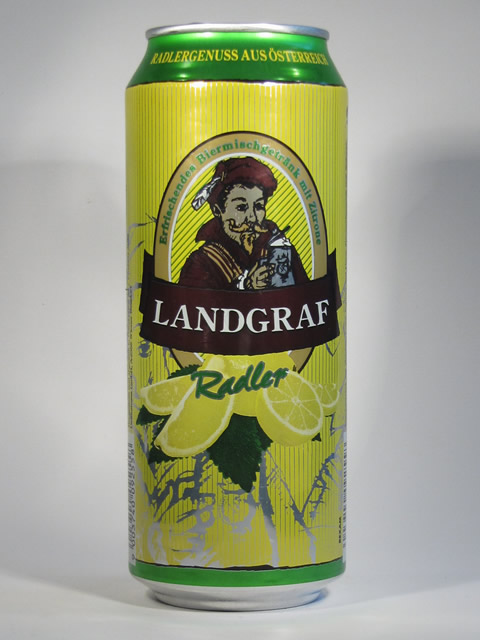 RADLERGENUSS AUS ÖSTERREICH
Erfrischendes Biermischgetränk mit Zitrone
LANDGRAF
Radler